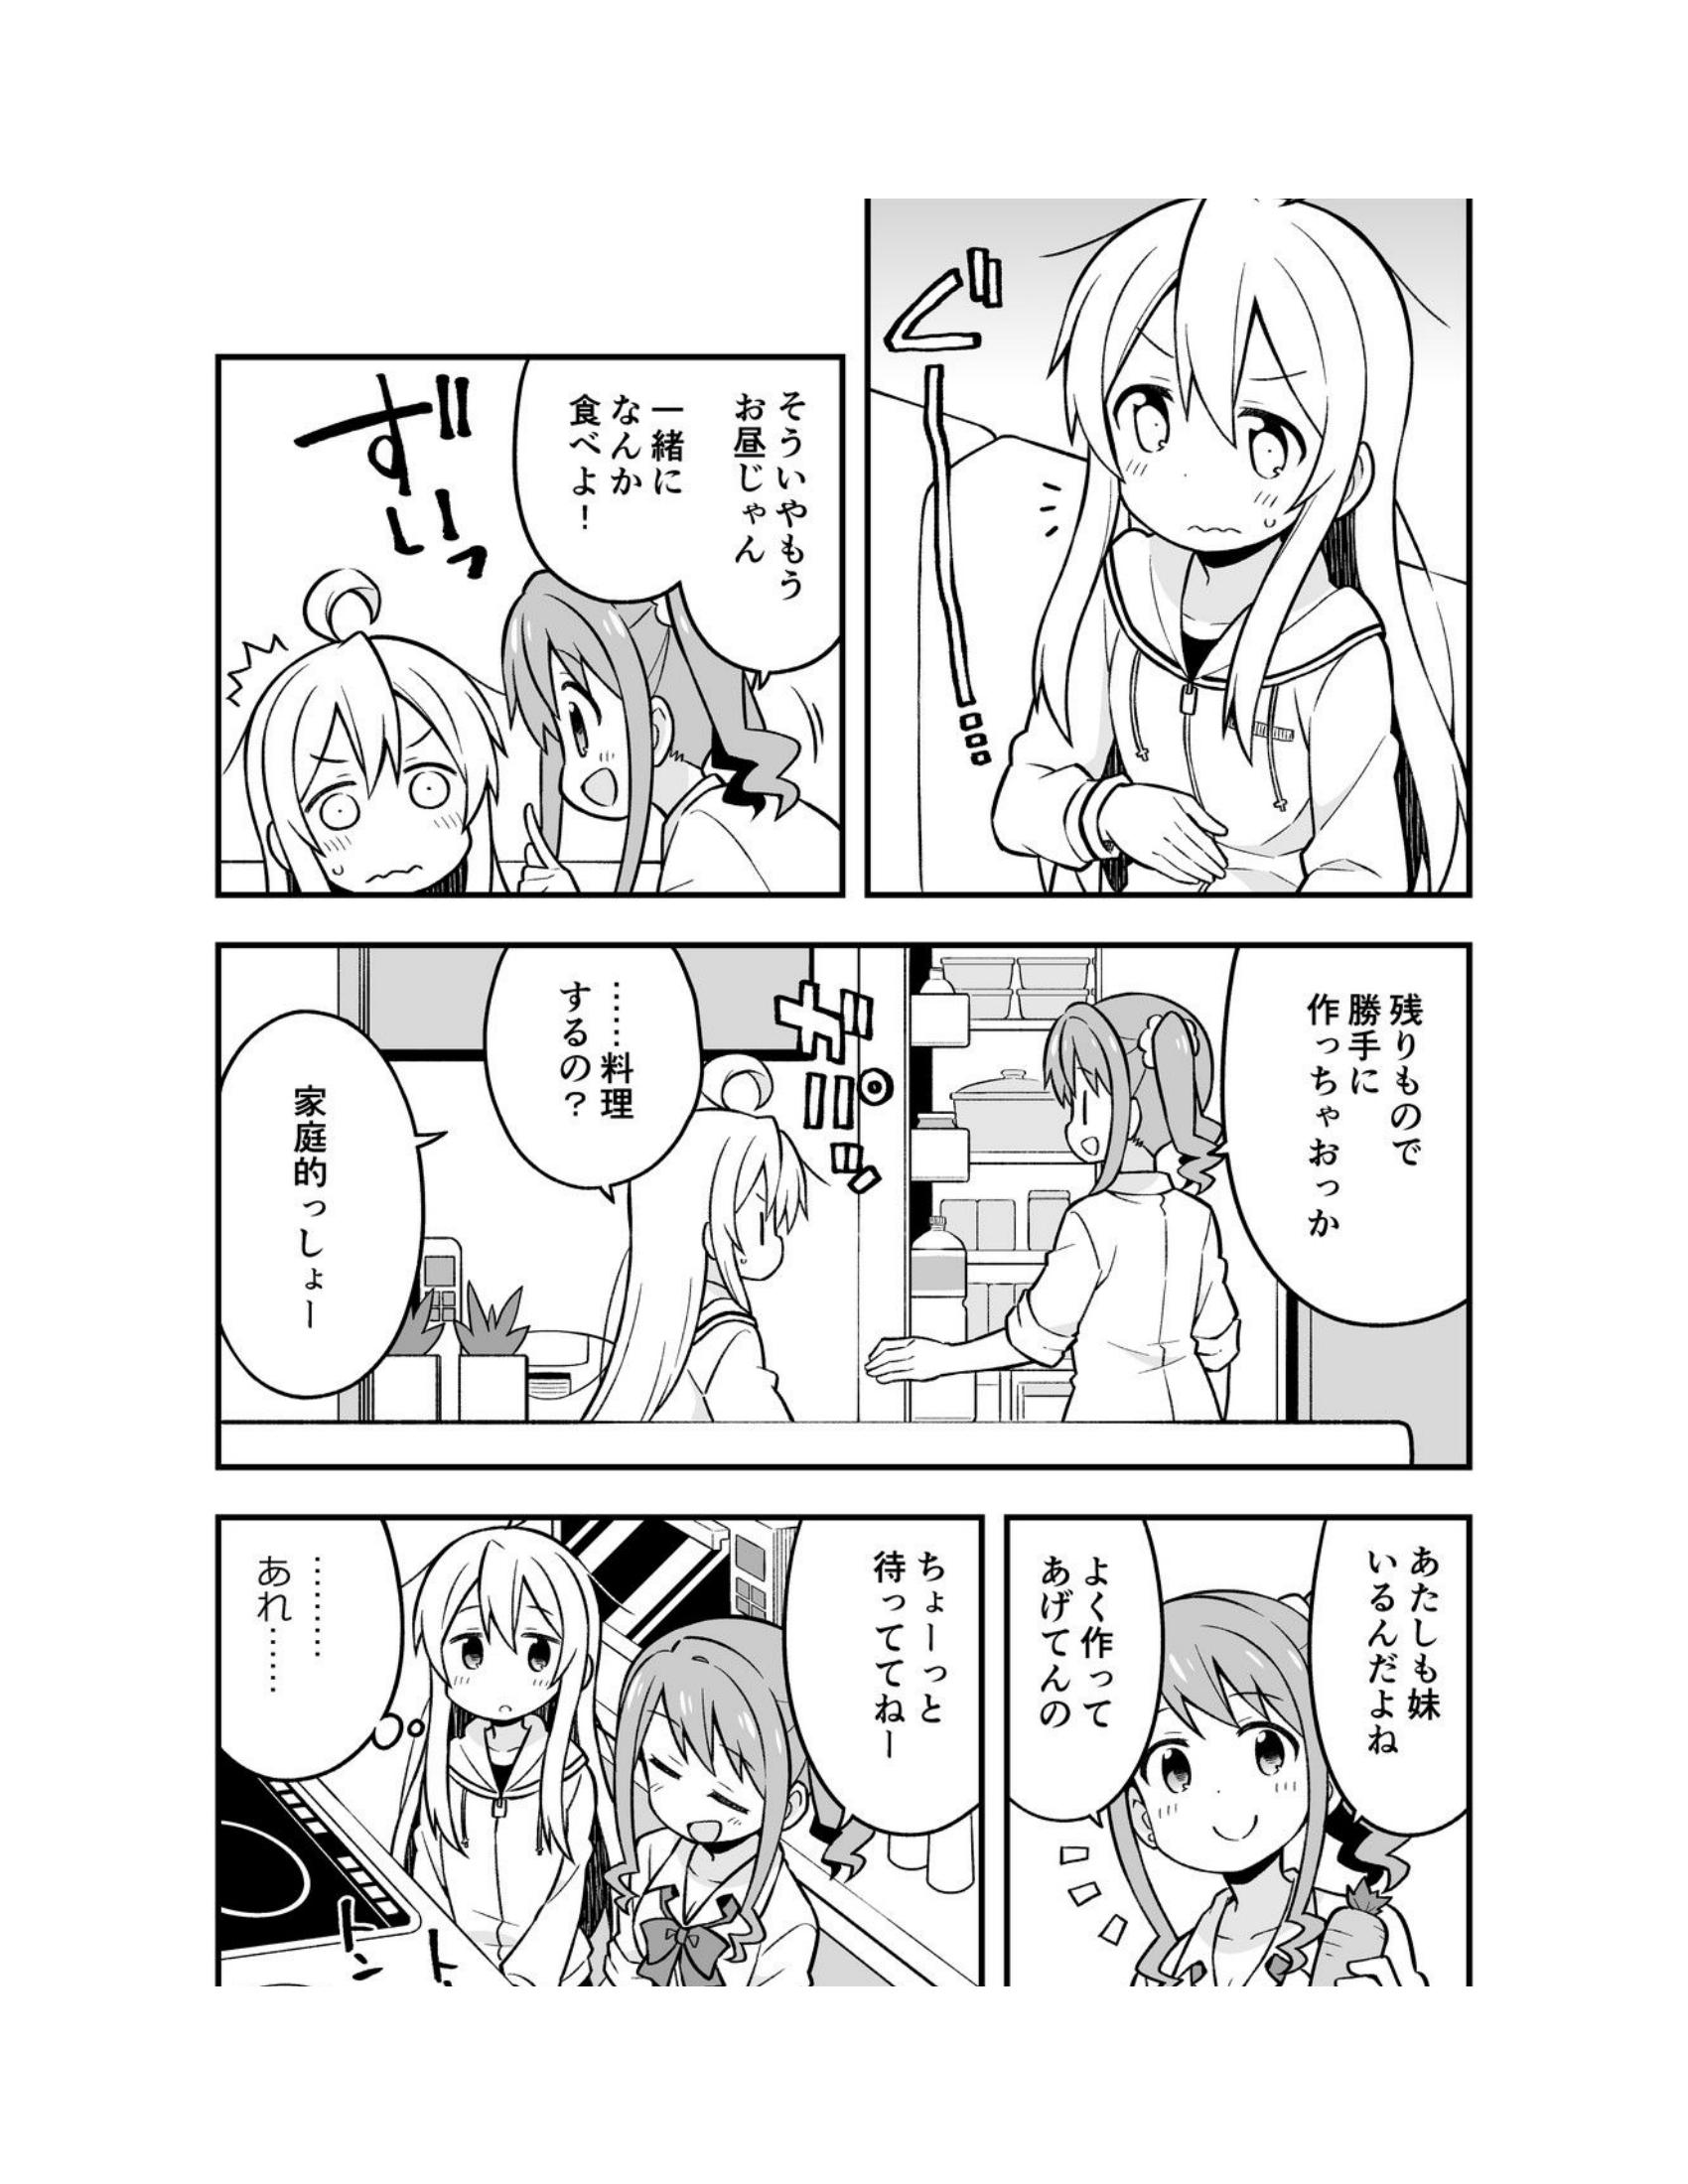 ぐ〜…
そういやもう
お昼じゃん
一緒に
なんか
食べよ！
ずいっ
残りもので
勝手に
作っちゃおっか
ガパッ
……料理
するの？
家庭的っしょー
あたしも妹
いるんだよね
よく作って
あげてんの
ちょーっと
待っててねー
………
あれ……
トン
ト